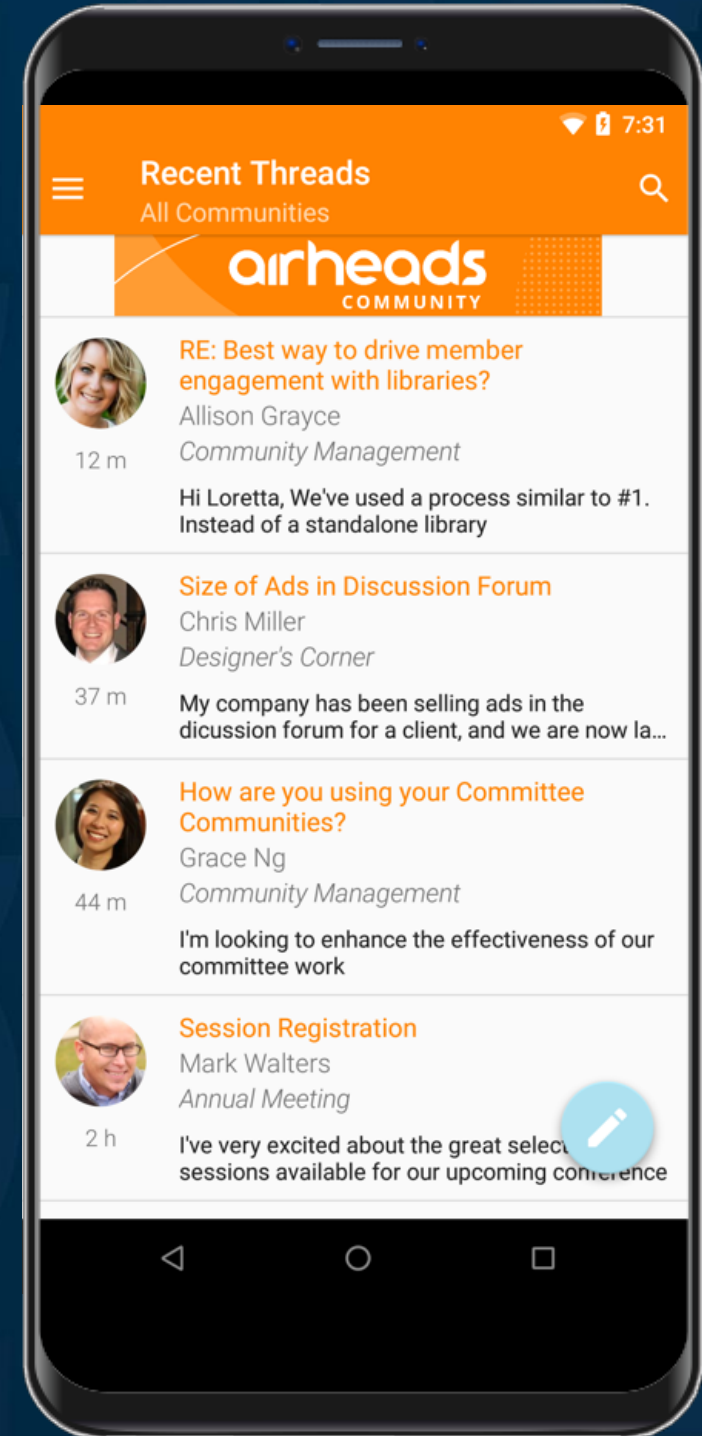 7:31
Recent Threads
All Communities
airheads
COMMUNITY
RE: Best way to drive member
engagement with libraries?
Allison Grayce
Community Management
12 m
Hi Loretta, We've used a process similar to #1.
Instead of a standalone library
Size of Ads in Discussion Forum
Chris Miller
Designer's Corner
37 m
My company has been selling ads in the
dicussion forum for a client, and we are now la…
How are you using your Committee
Communities?
Grace Ng
Community Management
44 m
I'm looking to enhance the effectiveness of our
committee work
Session Registration
Mark Walters
Annual Meeting
2 h
I've very excited about the great select
sessions available for our upcoming conference